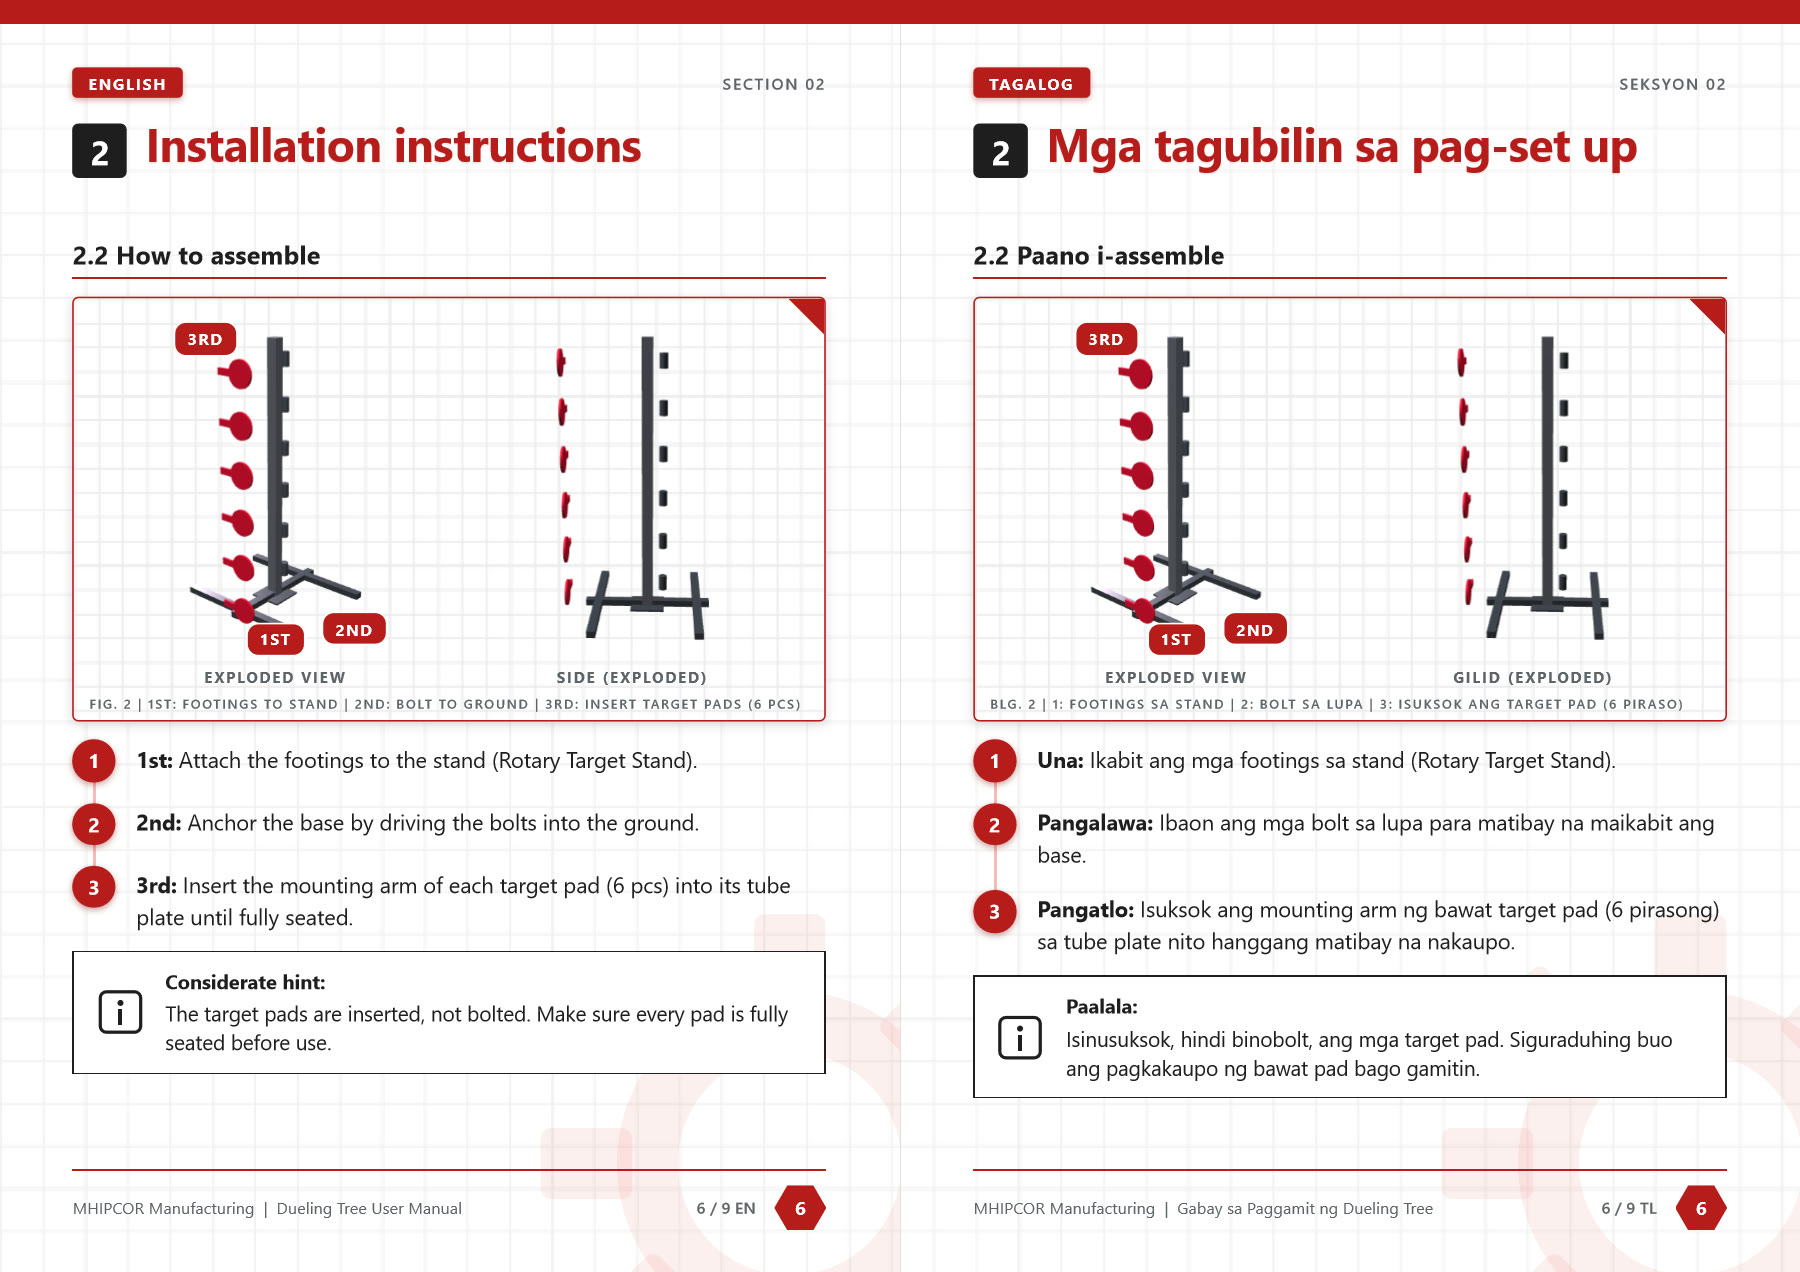 ENGLISH
SECTION 02
2 Installation instructions
2.2 How to assemble
3RD
1ST
2ND
EXPLODED VIEW
SIDE (EXPLODED)
FIG. 2 | 1ST: FOOTINGS TO STAND | 2ND: BOLT TO GROUND | 3RD: INSERT TARGET PADS (6 PCS)
1 1st: Attach the footings to the stand (Rotary Target Stand).
2 2nd: Anchor the base by driving the bolts into the ground.
3 3rd: Insert the mounting arm of each target pad (6 pcs) into its tube
plate until fully seated.
Considerate hint:
The target pads are inserted, not bolted. Make sure every pad is fully
seated before use.
MHIPCOR Manufacturing | Dueling Tree User Manual
6 / 9 EN
6
TAGALOG
SEKSYON 02
2 Mga tagubilin sa pag-set up
2.2 Paano i-assemble
3RD
1ST
2ND
EXPLODED VIEW
GILID (EXPLODED)
BLG. 2 | 1: FOOTINGS SA STAND | 2: BOLT SA LUPA | 3: ISUKSOK ANG TARGET PAD (6 PIRASO)
1 Una: Ikabit ang mga footings sa stand (Rotary Target Stand).
2 Pangalawa: Ibaon ang mga bolt sa lupa para matibay na maikabit ang
base.
3 Pangatlo: Isuksok ang mounting arm ng bawat target pad (6 pirasong)
sa tube plate nito hanggang matibay na nakaupo.
Paalala:
Isinusuksok, hindi binobolt, ang mga target pad. Siguraduhing buo
ang pagkakaupo ng bawat pad bago gamitin.
MHIPCOR Manufacturing | Gabay sa Paggamit ng Dueling Tree
6 / 9 TL
6